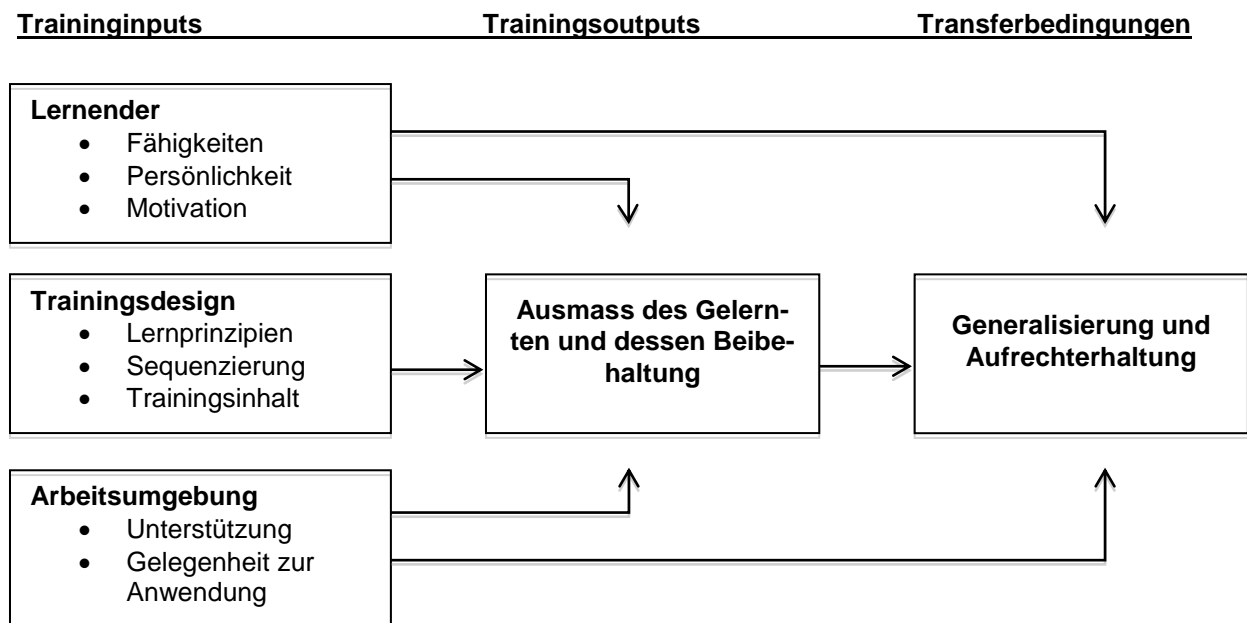 Traininginputs Trainingsoutputs Transferbedingungen
Lernender
• Fähigkeiten
• Persönlichkeit
• Motivation
Trainingsdesign
• Lernprinzipien
• Sequenzierung
• Trainingsinhalt
Ausmass des Gelern-
ten und dessen Beibe-
haltung
Generalisierung und
Aufrechterhaltung
Arbeitsumgebung
• Unterstützung
• Gelegenheit zur
Anwendung